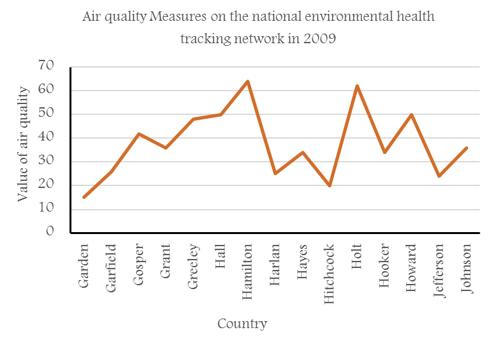 Air quality Measures on the national environmental health
tracking network in 2009
Value of air quality
70
60
50
40
30
20
10
0
Garden
Garfield
Gosper
Grant
Greeley
Hall
Hamilton
Harlan
Hayes
Hitchcock
Holt
Hooker
Howard
Jefferson
Johnson
Country